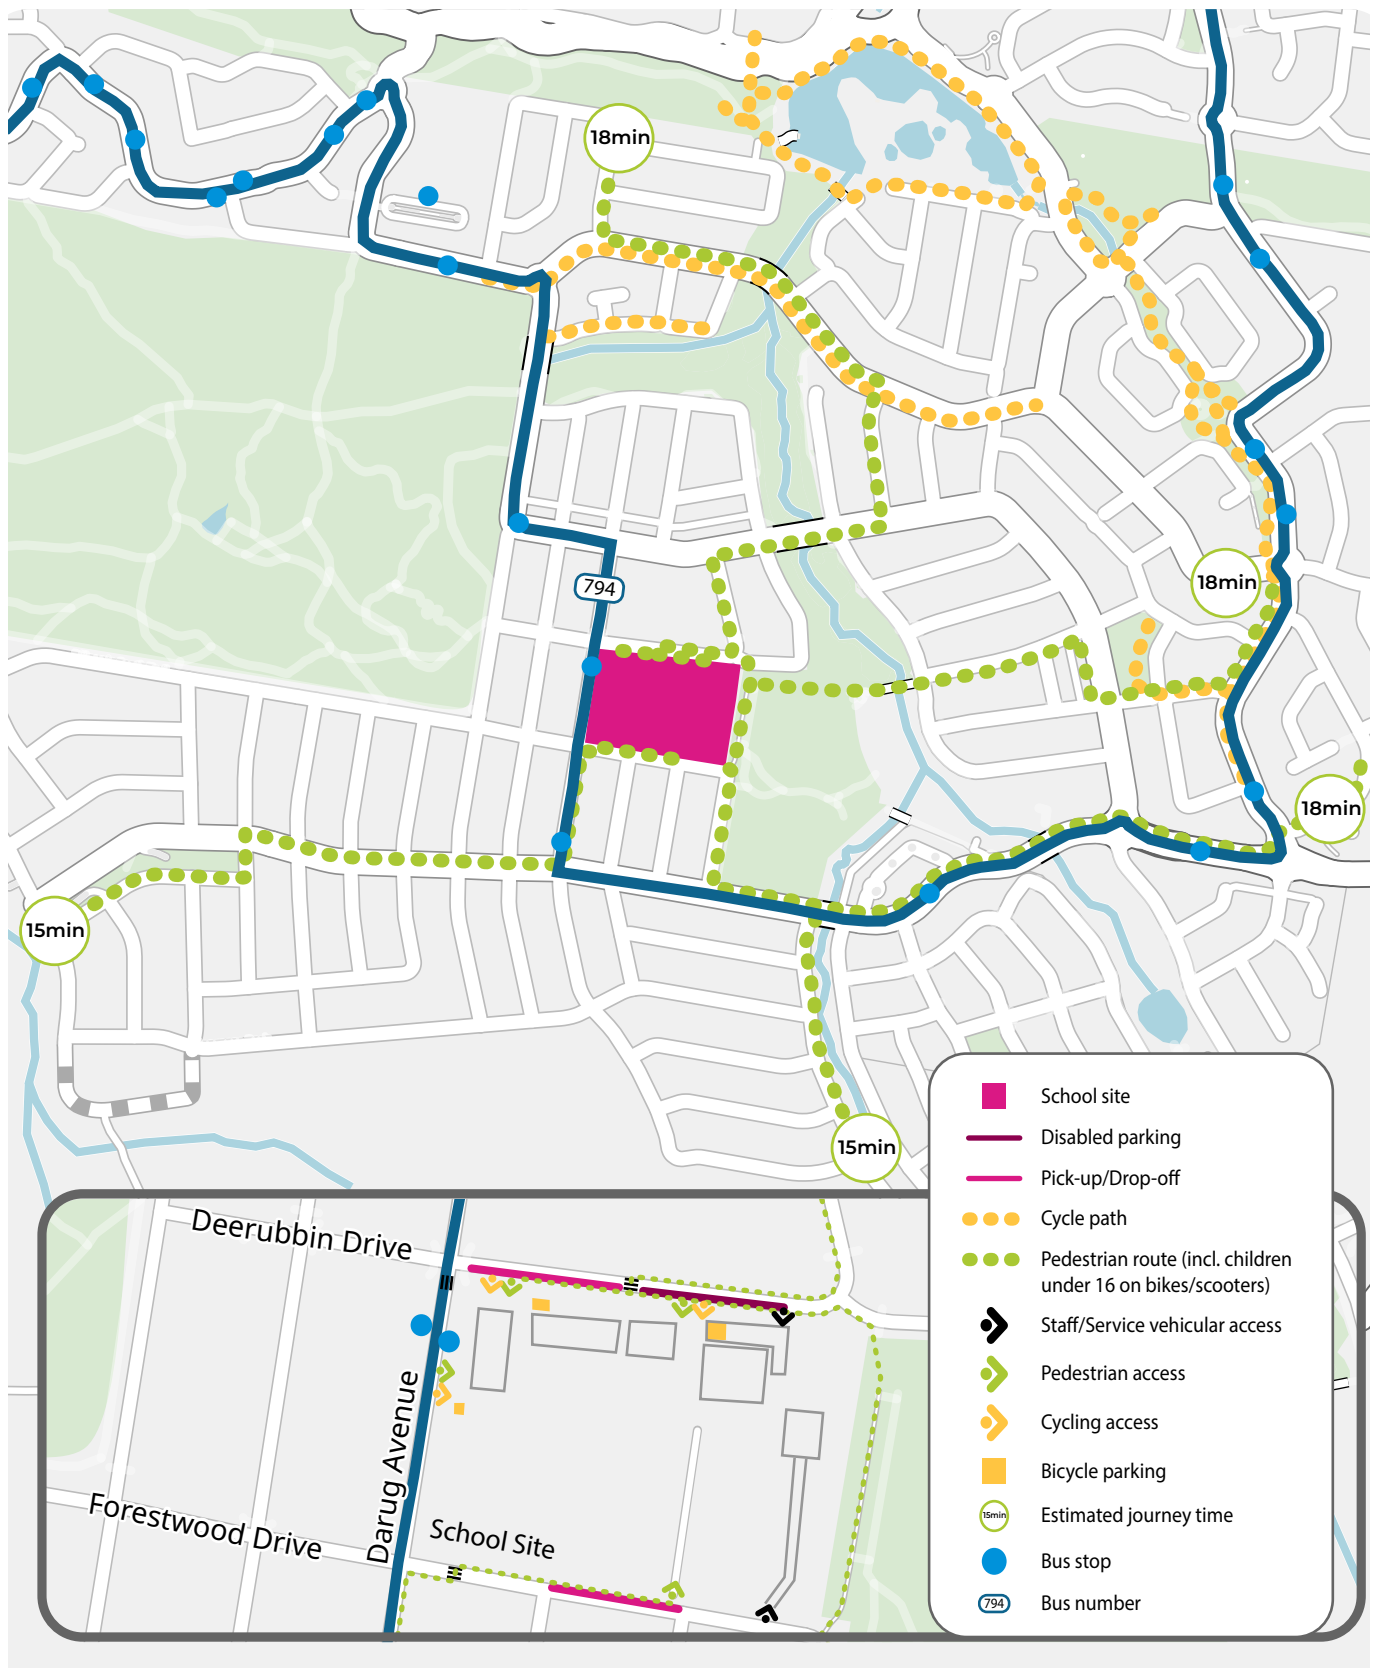 18min
794
18min
18min
15min
15min
School site
Disabled parking
Pick-up/Drop-off
Cycle path
Pedestrian route (incl. children
under 16 on bikes/scooters)
Staff/Service vehicular access
Pedestrian access
Cycling access
Bicycle parking
15min
Estimated journey time
Bus stop
794
Bus number
Deerubbin Drive
Darug Avenue
Forestwood Drive
School Site